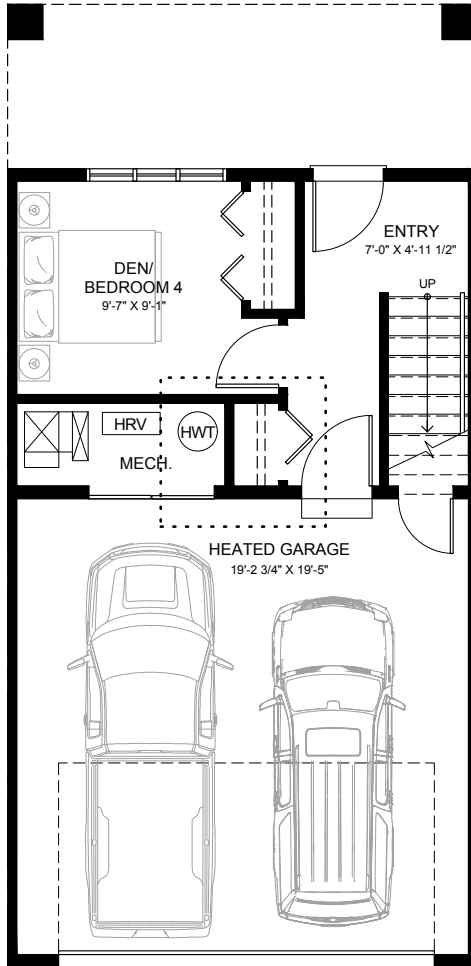 ENTRY
7'-0" X 4'-11 1/2"
DEN/
BEDROOM 4
9'-7" X 9'-1"
UP
HRV
HWT
MECH.
HEATED GARAGE
19'-2 3/4" X 19'-5"